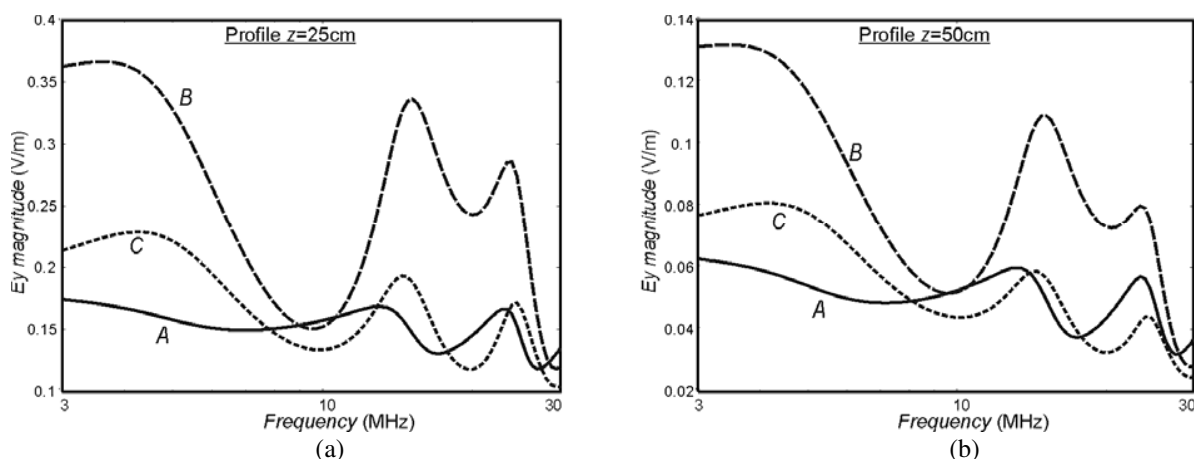 Profile z=25cm
Ey magnitude (V/m)
0.4
0.35
0.3
0.25
0.2
0.15
0.1
B
C
A
3
10
30
Frequency (MHz)
(a)
Profile z=50cm
Ey magnitude (V/m)
0.14
0.12
0.1
0.08
0.06
0.04
0.02
B
C
A
3
10
30
Frequency (MHz)
(b)